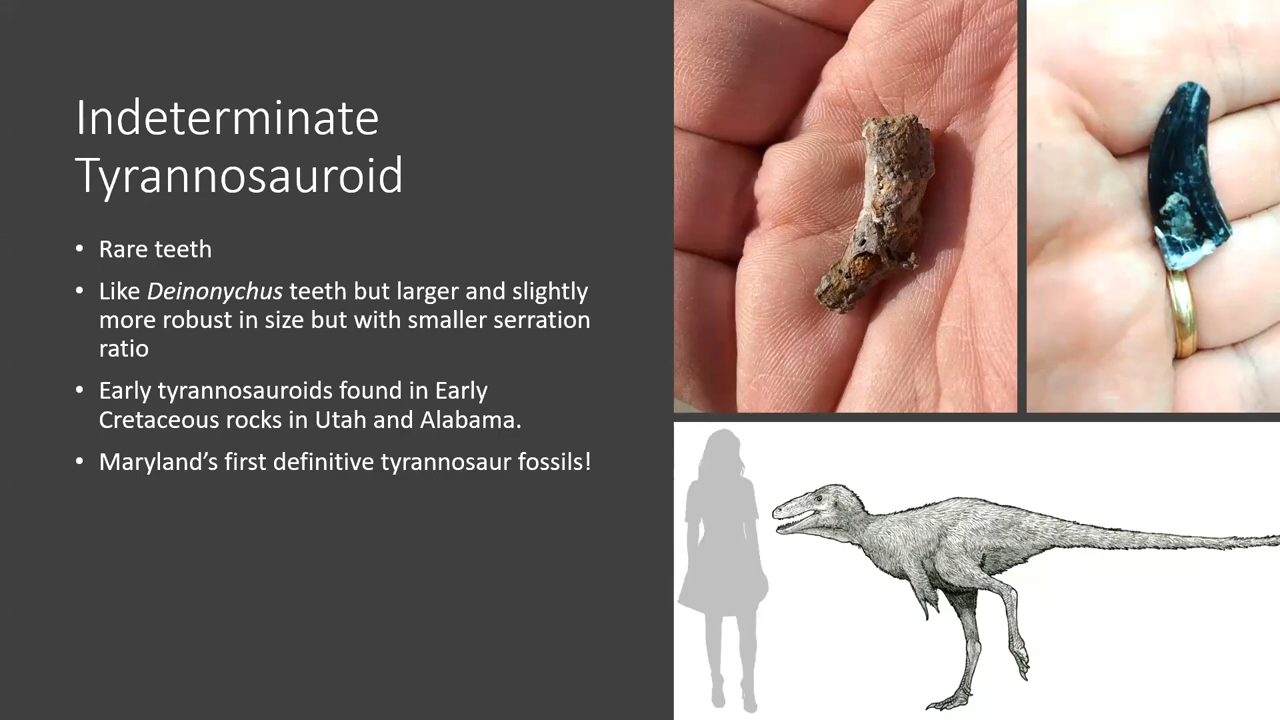 Indeterminate
Tyrannosauroid
• Rare teeth
• Like Deinonychus teeth but larger and slightly
more robust in size but with smaller serration
ratio
• Early tyrannosauroids found in Early
Cretaceous rocks in Utah and Alabama.
• Maryland’s first definitive tyrannosaur fossils!